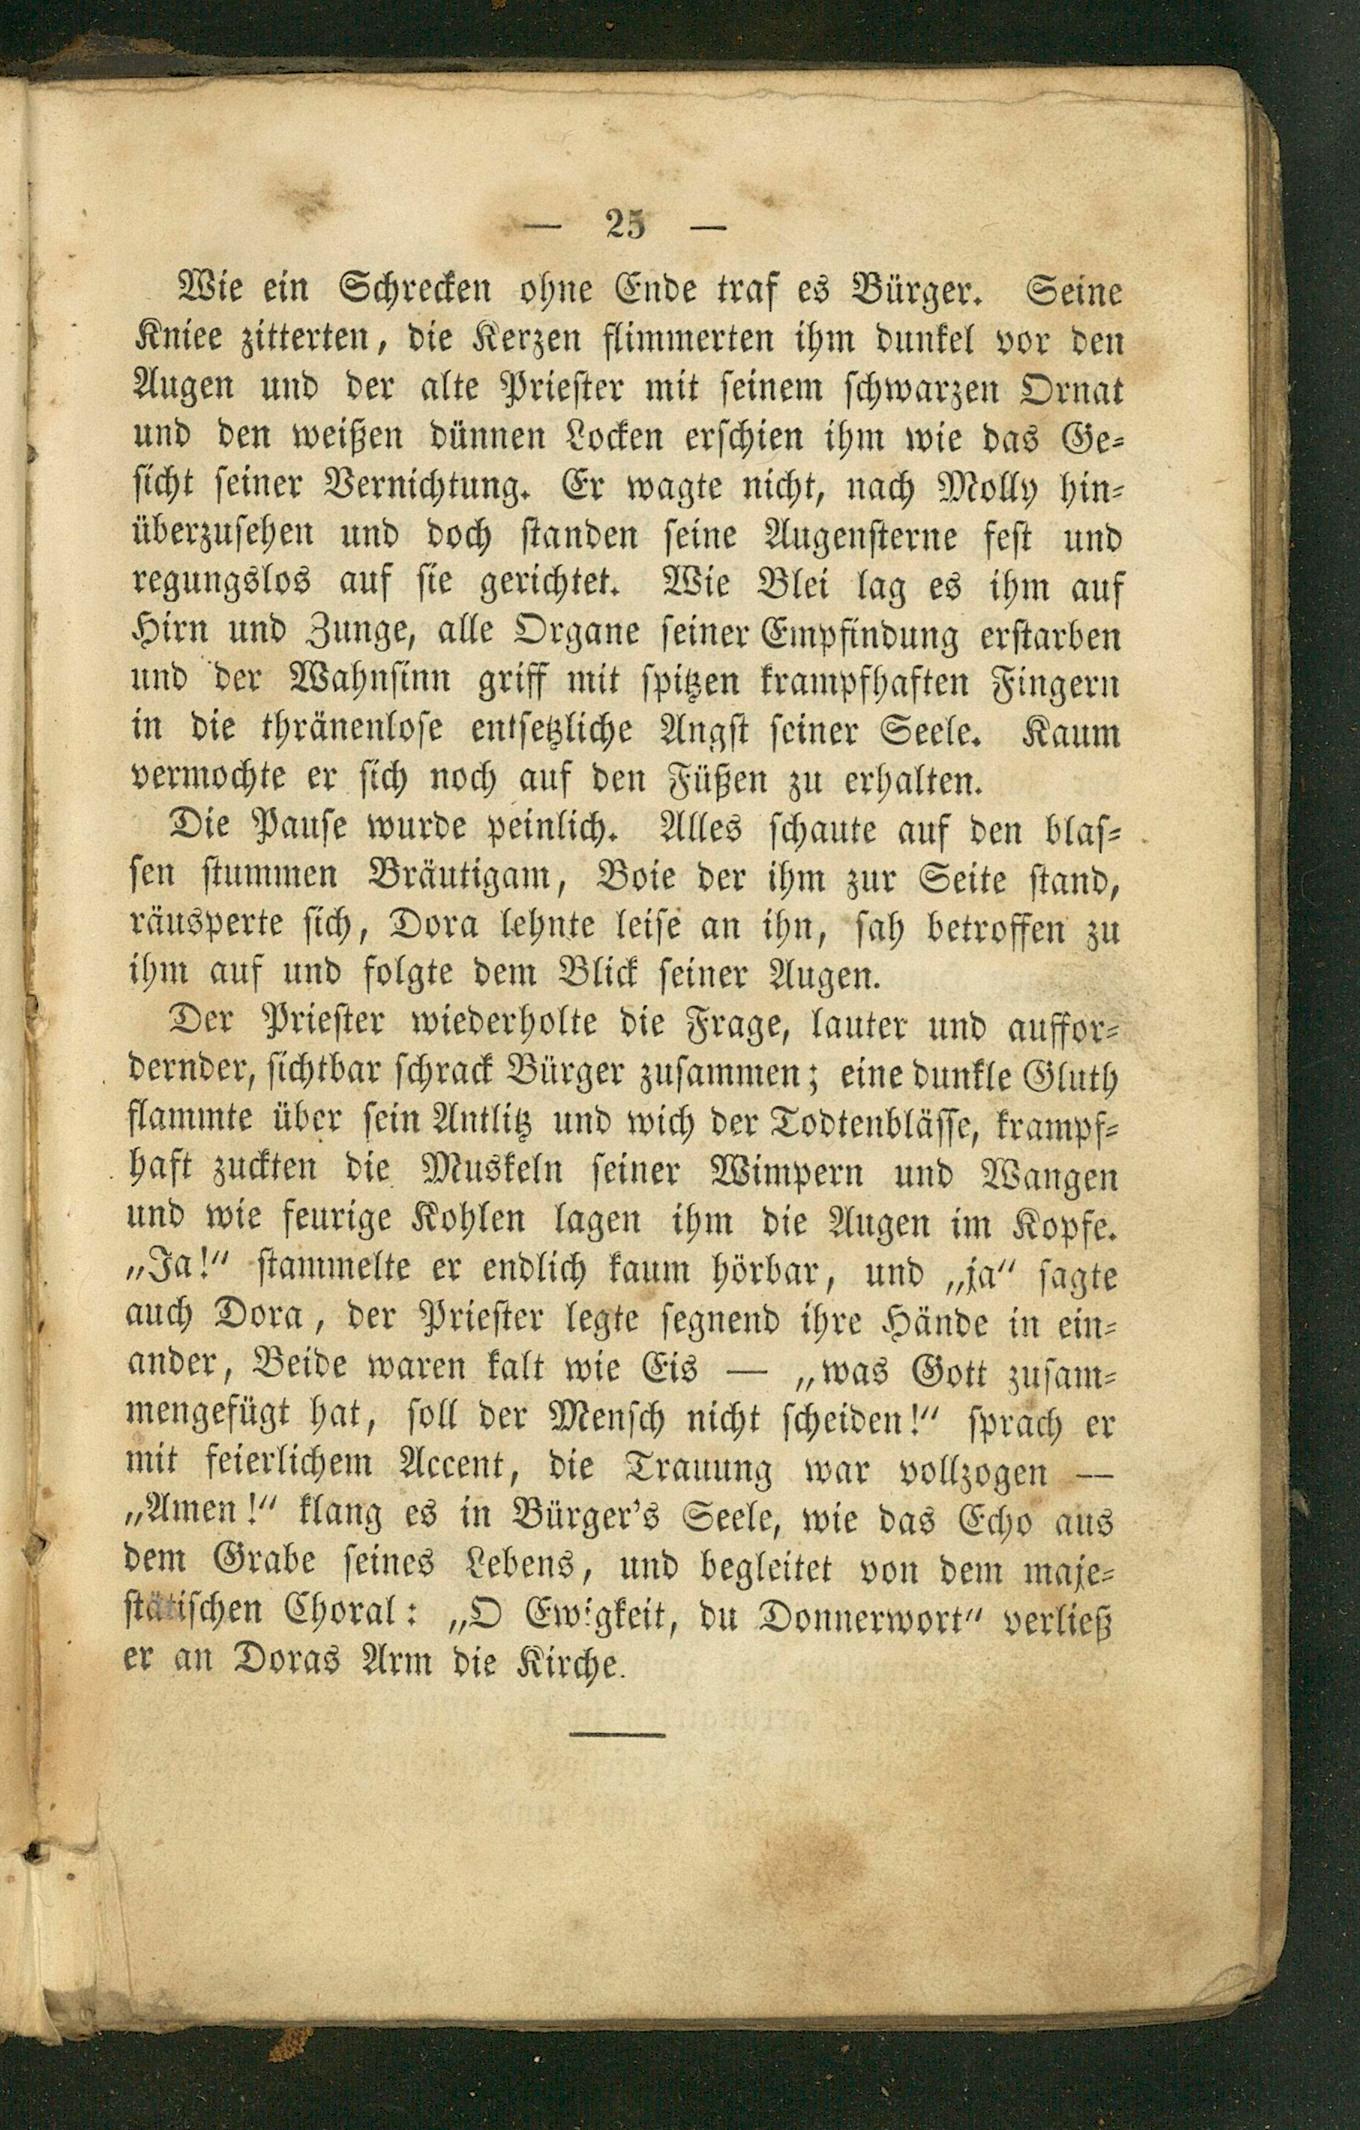 — 25 —
Wie ein Schrecken ohne Ende traf es Bürger. Seine
Kniee zitterten, die Kerzen flimmerten ihm dunkel vor den
Augen und der alte Priester mit seinem schwarzen Ornat
und den weißen dünnen Locken erschien ihm wie das Ge-
sicht seiner Vernichtung. Er wagte nicht, nach Molly hin-
überzusehen und doch standen seine Augensterne fest und
regungslos auf sie gerichtet. Wie Blei lag es ihm auf
Hirn und Zunge, alle Organe seiner Empfindung erstarben
und der Wahnsinn griff mit spitzen krampfhaften Fingern
in die thränenlose entsetzliche Angst seiner Seele. Kaum
vermochte er sich noch auf den Füßen zu erhalten.
Die Pause wurde peinlich. Alles schaute auf den blas-
sen stummen Bräutigam, Boie der ihm zur Seite stand,
räusperte sich, Dora lehnte leise an ihn, sah betroffen zu
ihm auf und folgte dem Blick seiner Augen.
Der Priester wiederholte die Frage, lauter und auffor-
dernder, sichtbar schrack Bürger zusammen; eine dunkle Gluth
flammte über sein Antlitz und wich der Todtenblässe, krampf-
haft zuckten die Muskeln seiner Wimpern und Wangen
und wie feurige Kohlen lagen ihm die Augen im Kopfe.
„Ja!“ stammelte er endlich kaum hörbar, und „ja“ sagte
auch Dora, der Priester legte segnend ihre Hände in ein-
ander, Beide waren kalt wie Eis — „was Gott zusam-
mengefügt hat, soll der Mensch nicht scheiden!“ sprach er
mit feierlichem Accent, die Trauung war vollzogen —
„Amen!“ klang es in Bürger's Seele, wie das Echo aus
dem Grabe seines Lebens, und begleitet von dem maje-
stätischen Choral: „O Ewigkeit, du Donnerwort“ verließ
er an Doras Arm die Kirche.